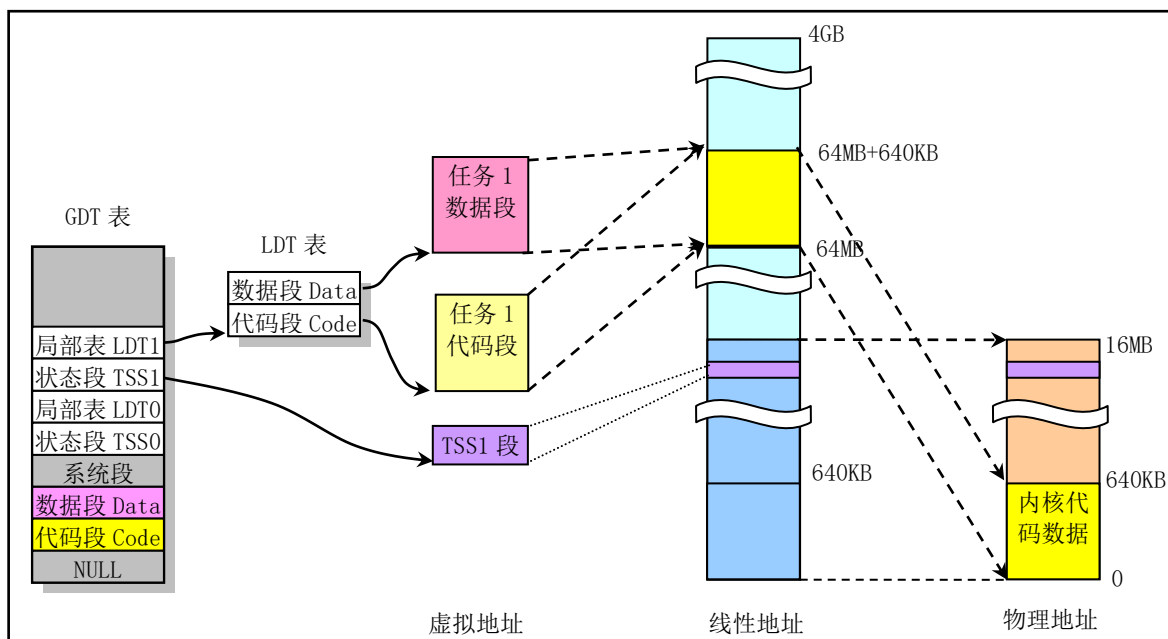 4GB
64MB+640KB
任务 1
数据段
GDT 表
LDT 表
64MB
数据段 Data
代码段 Code
任务 1
代码段
局部表 LDT1
状态段 TSS1
局部表 LDT0
状态段 TSS0
系统段
数据段 Data
代码段 Code
NULL
TSS1 段
16MB
640KB
640KB
内核代
码数据
0
虚拟地址
线性地址
物理地址